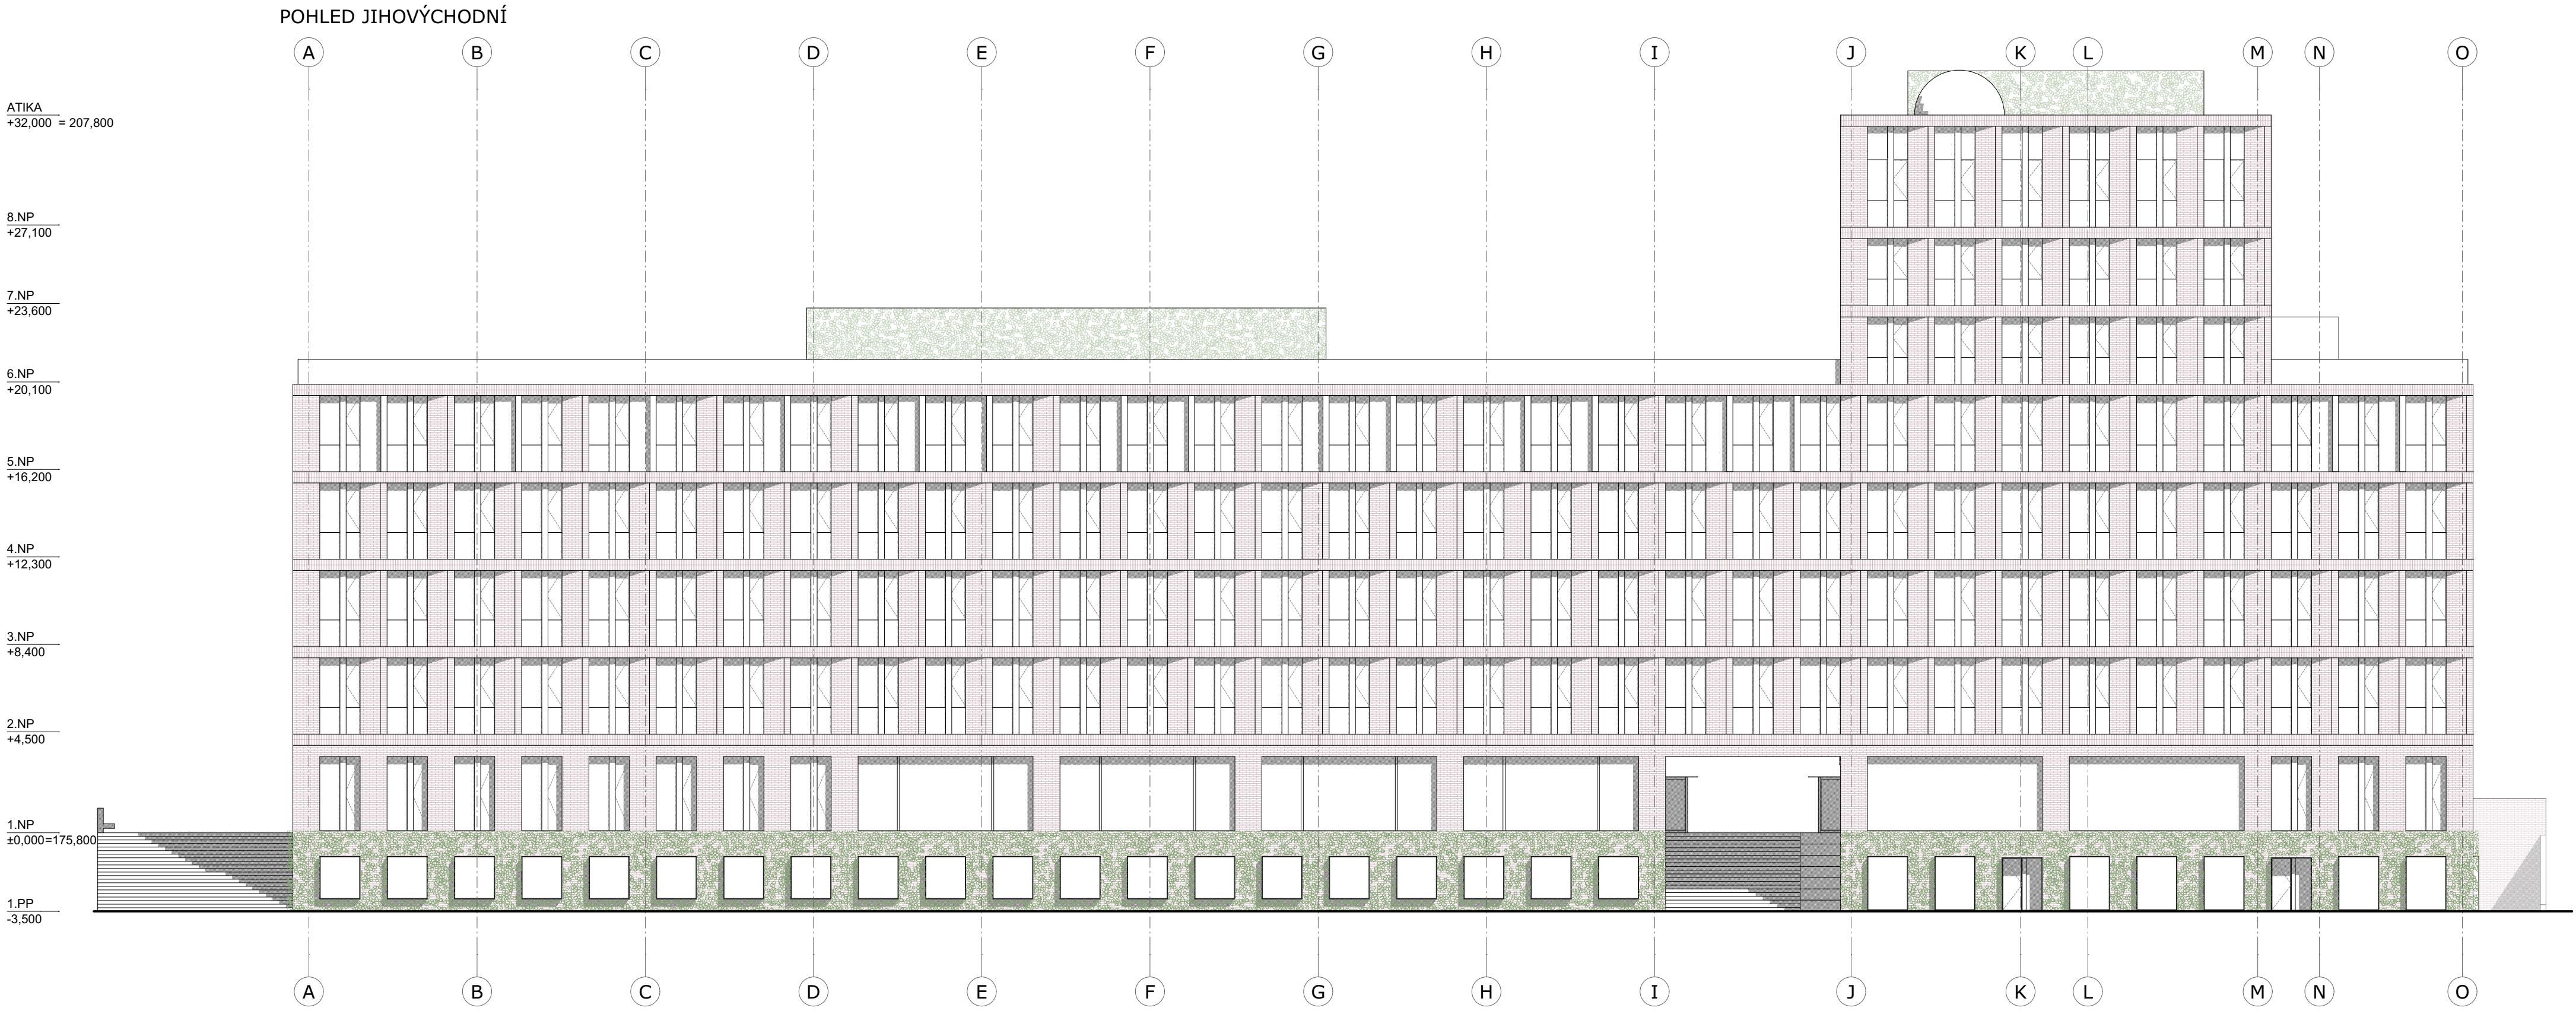 POHLED JIHOVÝCHODNÍ
A B C D E F G H I J K L M N O
ATIKA
+32,000 = 207,800
8.NP
+27,100
7.NP
+23,600
6.NP
+20,100
5.NP
+16,200
4.NP
+12,300
3.NP
+8,400
2.NP
+4,500
1.NP
±0,000=175,800
1.PP
-3,500
A B C D E F G H I J K L M N O